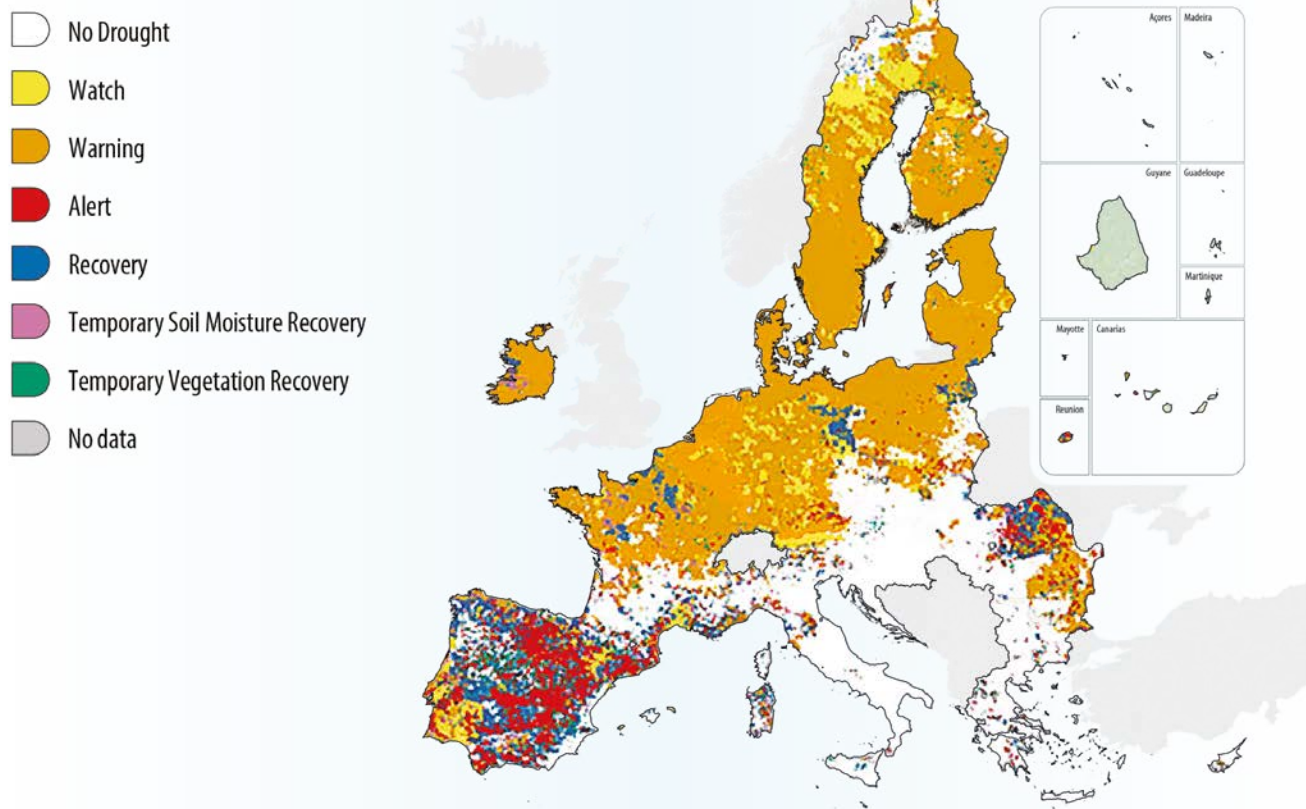 No Drought
Watch
Warning
Alert
Recovery
Temporary Soil Moisture Recovery
Temporary Vegetation Recovery
No data
Açores
Madeira
Guyane
Guadeloupe
Martinique
Mayotte
Canarias
Reunion